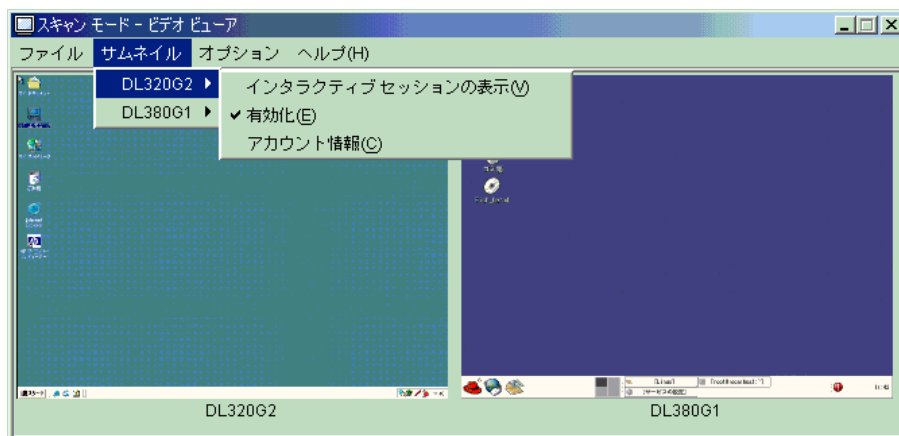 スキャン モード - ビデオ ビューア
ファイル サムネイル オプション ヘルプ(H)
DL320G2
インタラクティブ セッションの表示(V)
DL380G1
有効化(E)
アカウント情報(C)
DL320G2
DL380G1